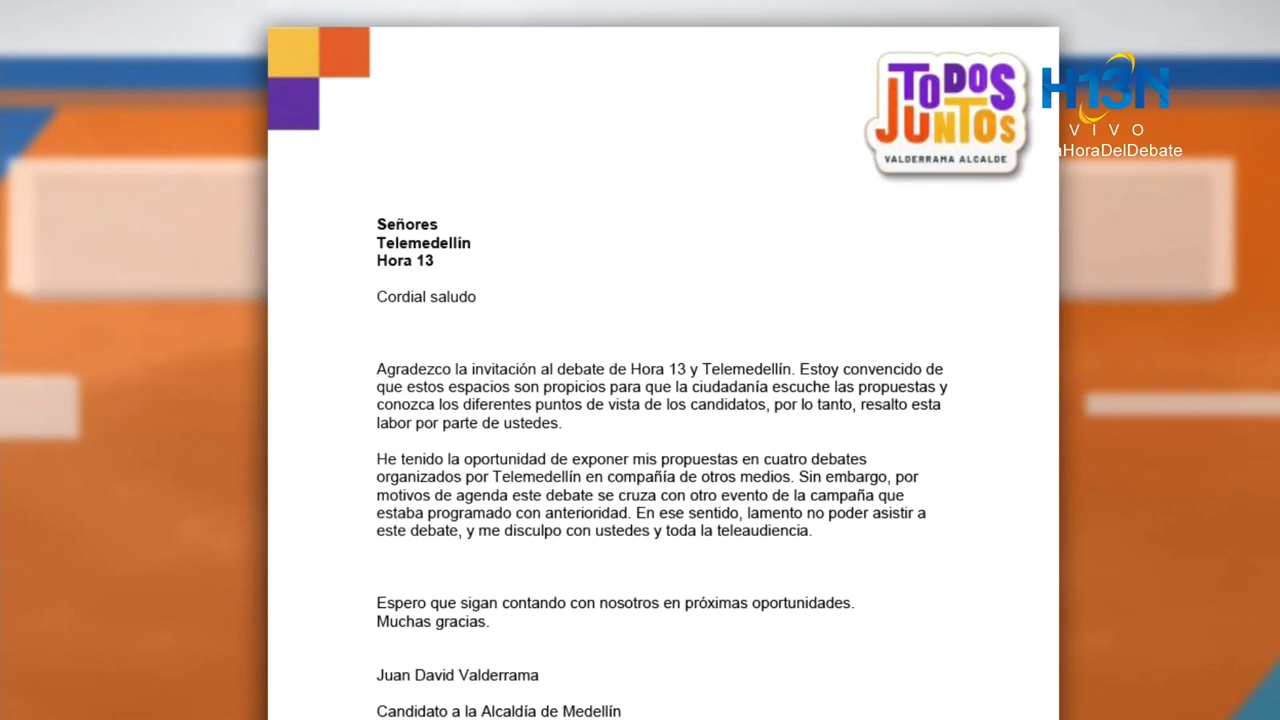 TODOS
JUNTOS
VALDERRAMA ALCALDE
H13N
VIVO
aHoraDelDebate
Señores
Telemedellín
Hora 13
Cordial saludo
Agradezco la invitación al debate de Hora 13 y Telemedellín. Estoy convencido de
que estos espacios son propicios para que la ciudadanía escuche las propuestas y
conozca los diferentes puntos de vista de los candidatos, por lo tanto, resalto esta
labor por parte de ustedes.
He tenido la oportunidad de exponer mis propuestas en cuatro debates
organizados por Telemedellín en compañía de otros medios. Sin embargo, por
motivos de agenda este debate se cruza con otro evento de la campaña que
estaba programado con anterioridad. En ese sentido, lamento no poder asistir a
este debate, y me disculpo con ustedes y toda la teleaudiencia.
Espero que sigan contando con nosotros en próximas oportunidades.
Muchas gracias.
Juan David Valderrama
Candidato a la Alcaldía de Medellín